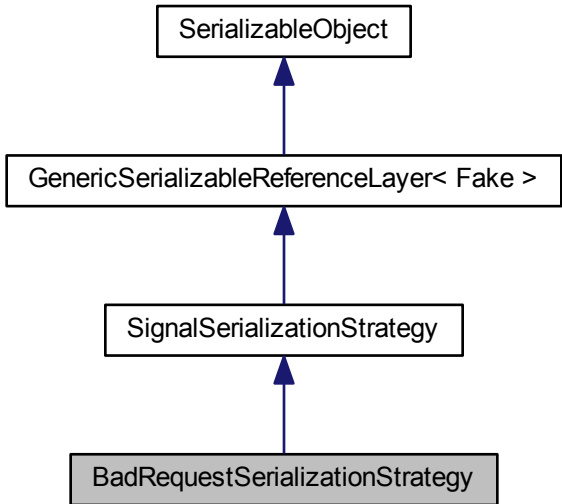 SerializableObject
GenericSerializableReferenceLayer< Fake >
SignalSerializationStrategy
BadRequestSerializationStrategy